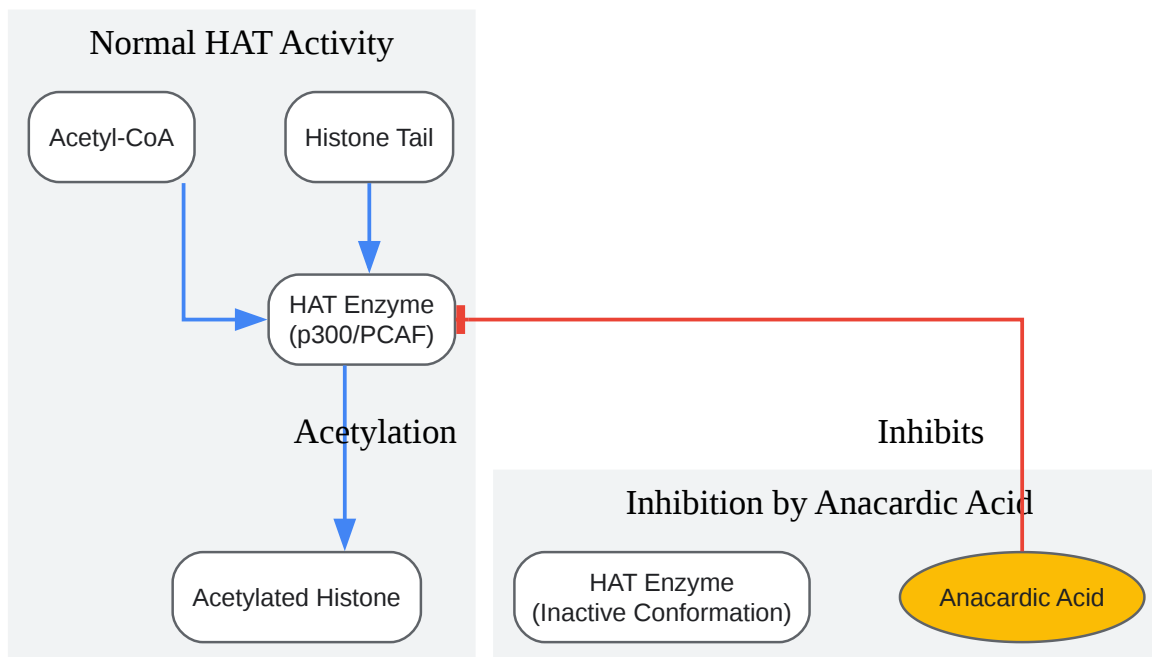 Normal HAT Activity
Acetyl-CoA
Histone Tail
HAT Enzyme
(p300/PCAF)
Acetylation
Inhibits
Inhibition by Anacardic Acid
Acetylated Histone
HAT Enzyme
(Inactive Conformation)
Anacardic Acid